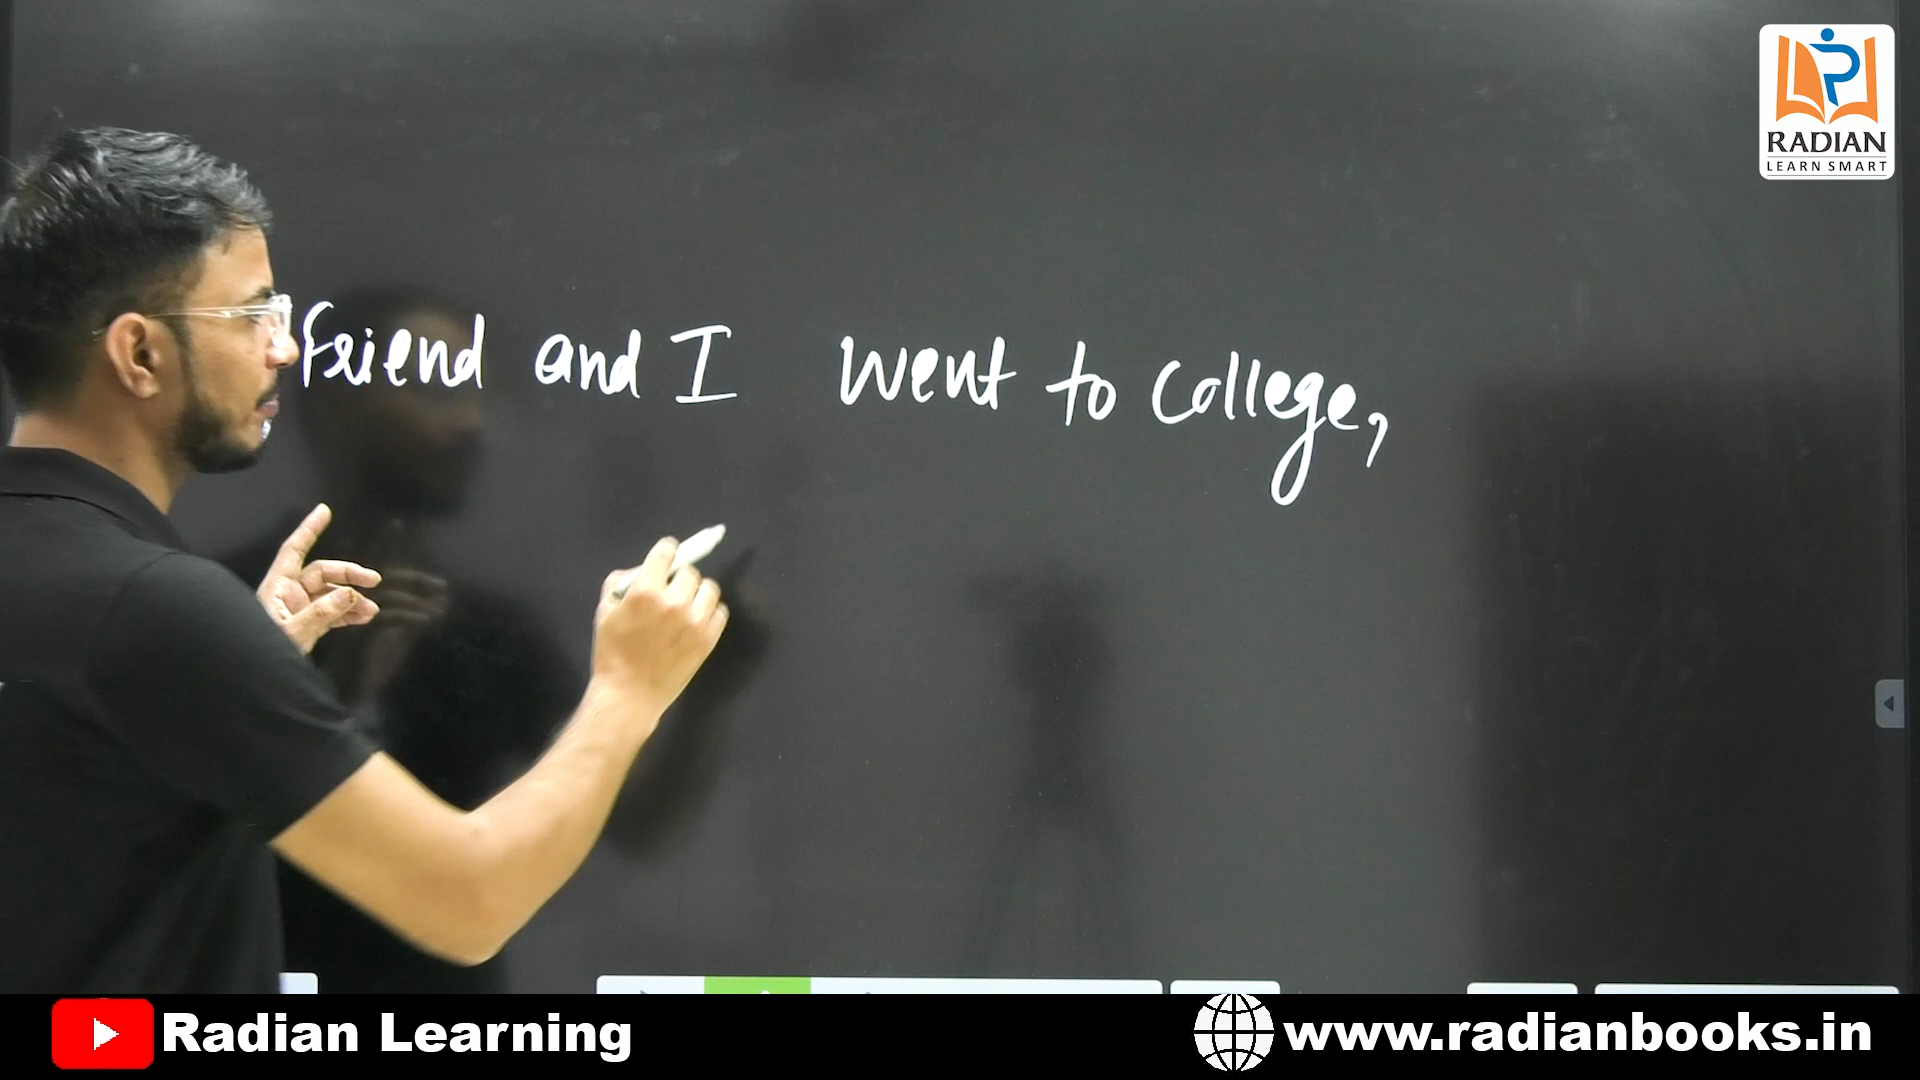 RADIAN
LEARN SMART
Friend and I went to College,
Radian Learning
www.radianbooks.in